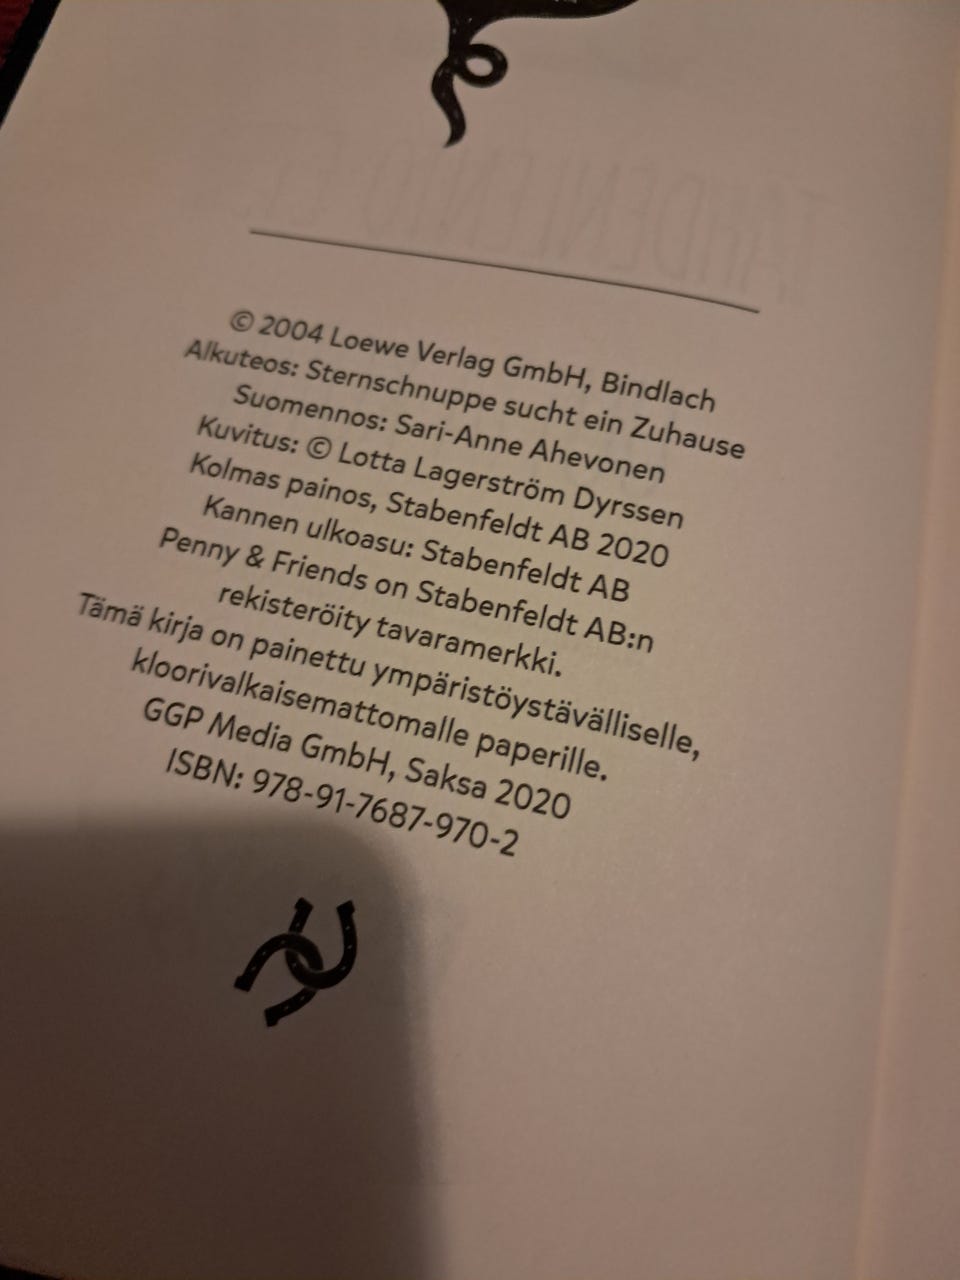 © 2004 Loewe Verlag GmbH, Bindlach
Alkuteos: Sternschnuppe sucht ein Zuhause
Suomennos: Sari-Anne Ahevonen
Kuvitus: © Lotta Lagerström Dyrssen
Kolmas painos, Stabenfeldt AB 2020
Kannen ulkoasu: Stabenfeldt AB
Penny & Friends on Stabenfeldt AB:n
rekisteröity tavaramerkki.
Tämä kirja on painettu ympäristöystävälliselle,
kloorivalkaisemattomalle paperille.
GGP Media GmbH, Saksa 2020
ISBN: 978-91-7687-970-2